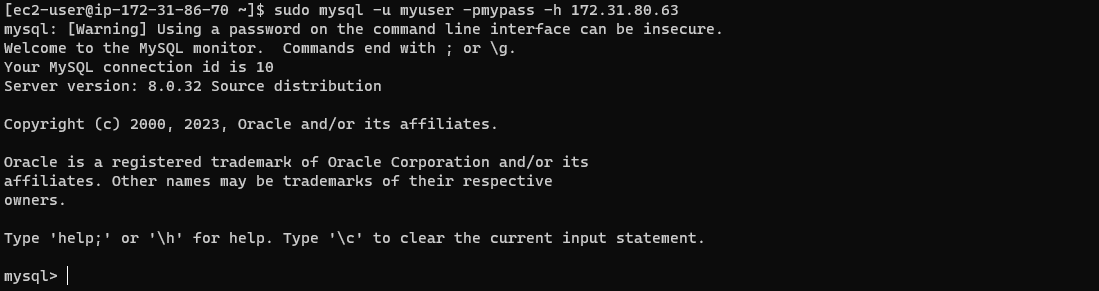 [ec2-user@ip-172-31-86-70 ~]$ sudo mysql -u myuser -pmypass -h 172.31.80.63
mysql: [Warning] Using a password on the command line interface can be insecure.
Welcome to the MySQL monitor.  Commands end with ; or \g.
Your MySQL connection id is 10
Server version: 8.0.32 Source distribution

Copyright (c) 2000, 2023, Oracle and/or its affiliates.

Oracle is a registered trademark of Oracle Corporation and/or its
affiliates. Other names may be trademarks of their respective
owners.

Type 'help;' or '\h' for help. Type '\c' to clear the current input statement.

mysql>